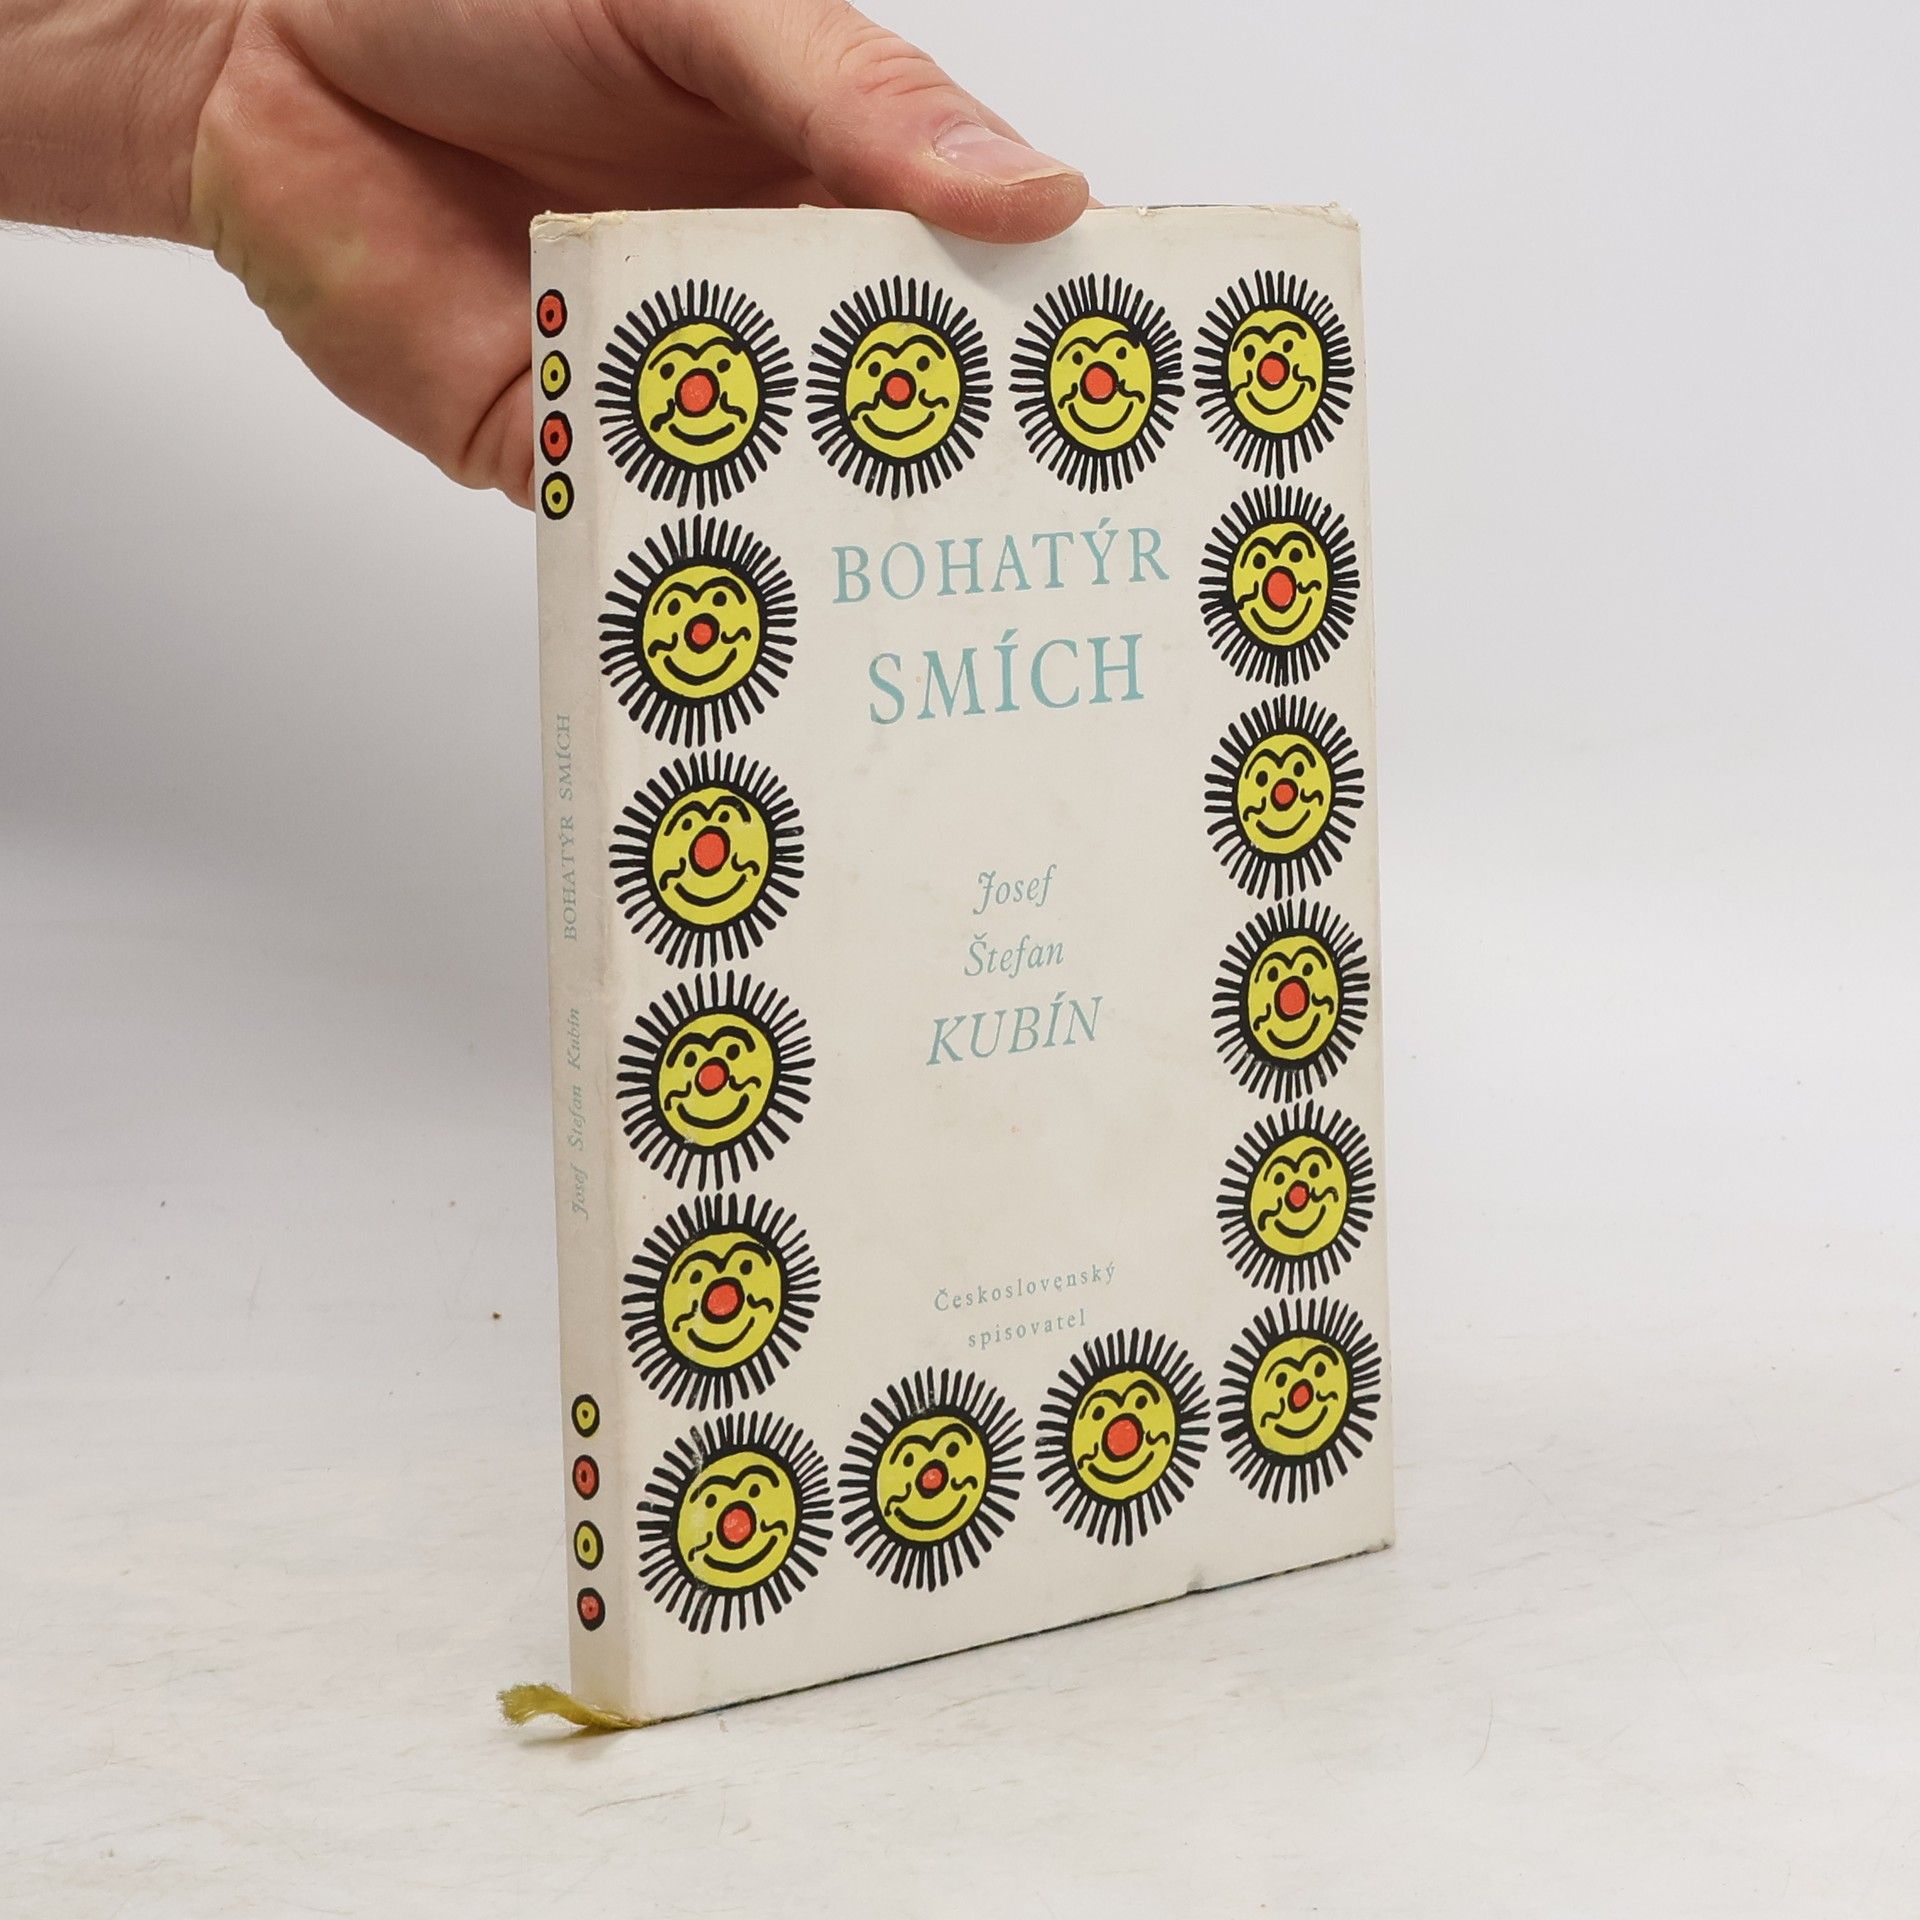 BOHATÝR
SMÍCH
Josef
Štefan
KUBÍN
Československý
spisovatel
Josef Štefan Kubín BOHATÝR SMÍCH